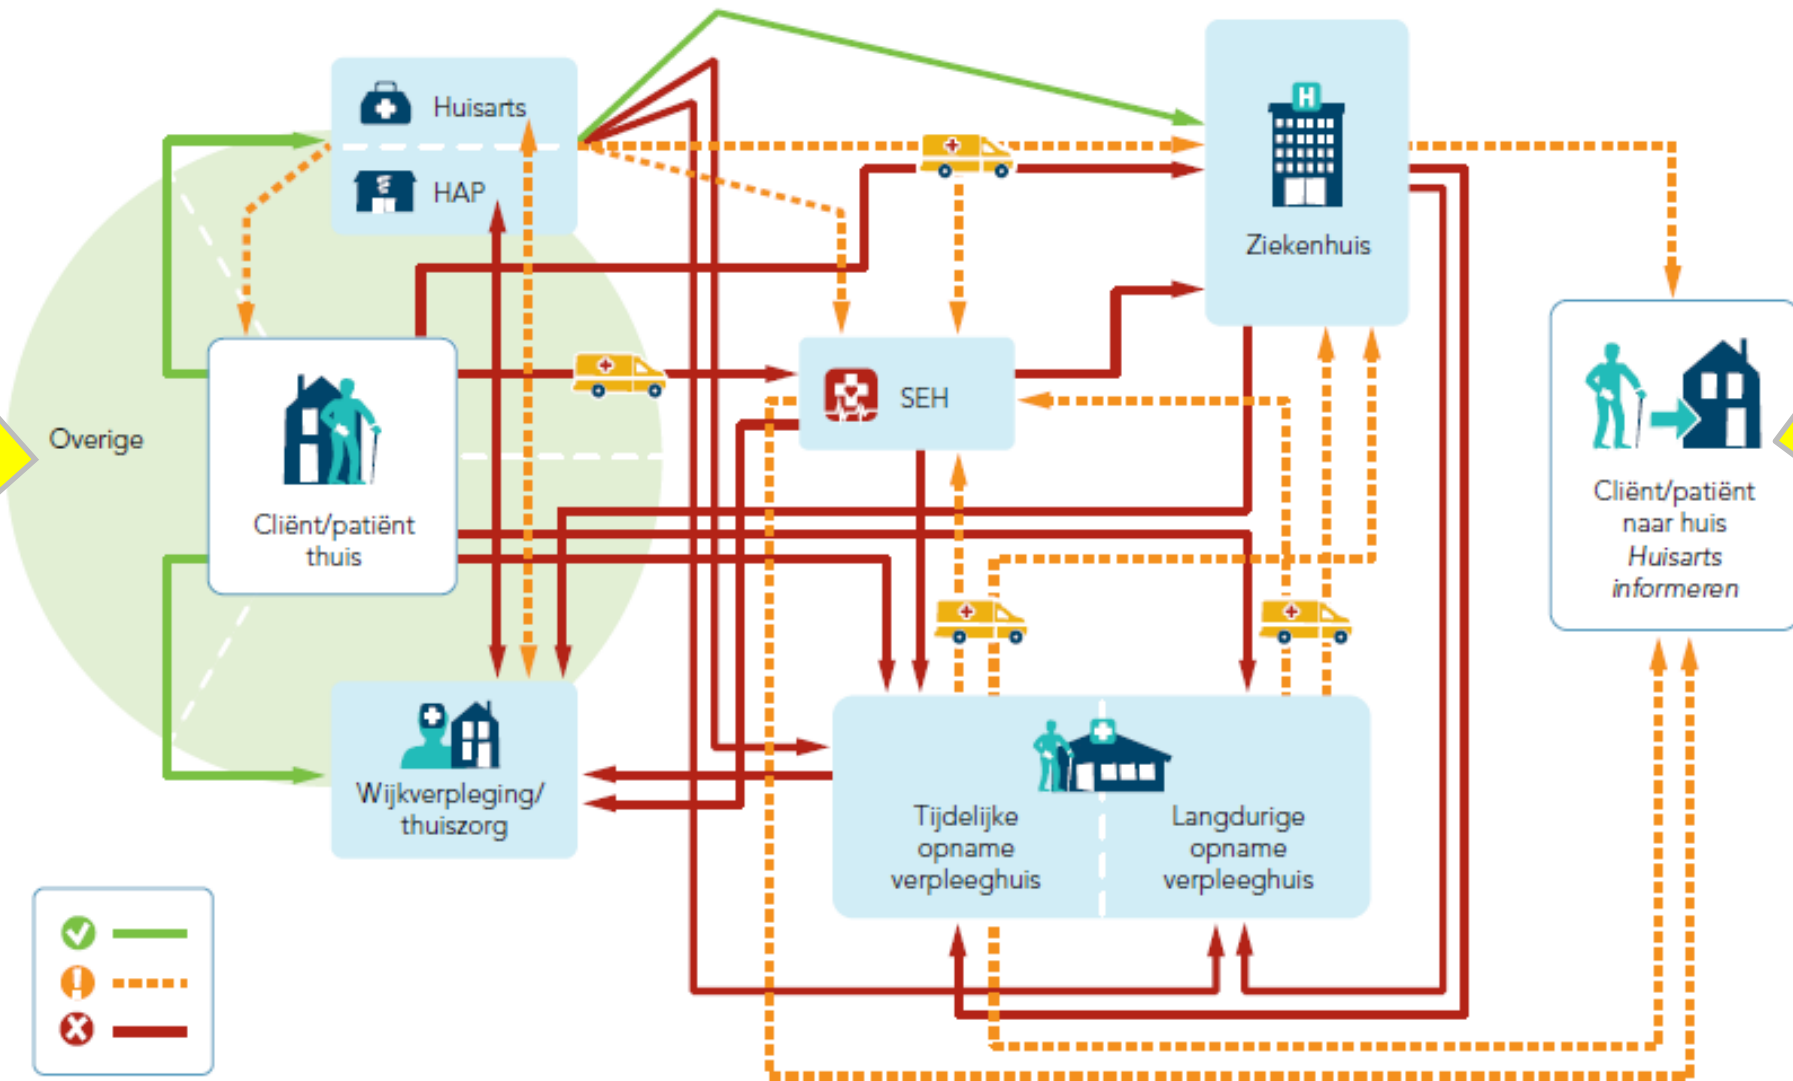 Huisarts
HAP
H
Ziekenhuis
Overige
SEH
Cliënt/patiënt
thuis
Cliënt/patiënt
naar huis
Huisarts
informeren
Wijkverpleging/
thuiszorg
Tijdelijke
opname
verpleeghuis
Langdurige
opname
verpleeghuis